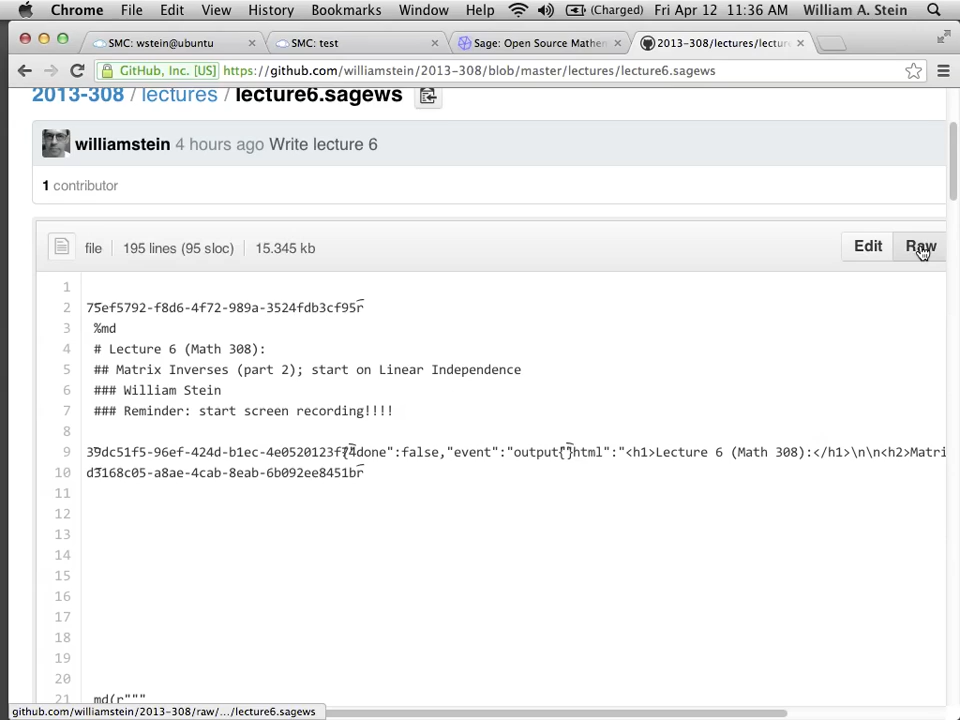 Chrome File Edit View History Bookmarks Window Help (Charged) Fri Apr 12 11:36 AM William A. Stein
SMC: wstein@ubuntu × SMC: test × Sage: Open Source Mathem × 2013-308/lectures/lectur ×
GitHub, Inc. [US] https://github.com/williamstein/2013-308/blob/master/lectures/lecture6.sagews
2013-308 / lectures / lecture6.sagews
williamstein 4 hours ago Write lecture 6
1 contributor
file 195 lines (95 sloc) 15.345 kb Edit Raw
1
2 75ef5792-f8d6-4f72-989a-3524fdb3cf95r
3 %md
4 # Lecture 6 (Math 308):
5 ## Matrix Inverses (part 2); start on Linear Independence
6 ### William Stein
7 ### Reminder: start screen recording!!!!
8
9 39dc51f5-96ef-424d-b1ec-4e0520123f74{"done":false,"event":"output"}{"html":"<h1>Lecture 6 (Math 308):</h1>\n\n<h2>Matri
10 d3168c05-a8ae-4cab-8eab-6b092ee8451br
11
12
13
14
15
16
17
18
19
20
21 md(r"""
github.com/williamstein/2013-308/raw/.../lecture6.sagews